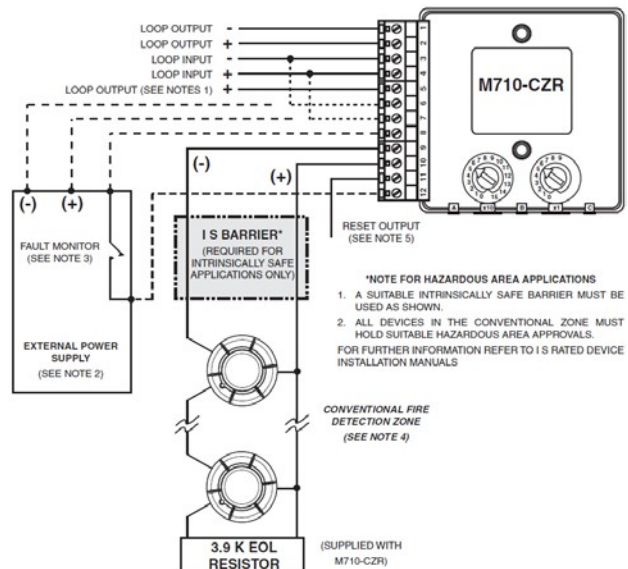 LOOP OUTPUT -
LOOP OUTPUT +
LOOP INPUT -
LOOP INPUT +
LOOP OUTPUT (SEE NOTES 1) +
1
2
3
4
5
6
7
8
9
10
11
12
M710-CZR
A
x10
B
x1
C
(-)
(+)
(-) (+)
FAULT MONITOR
(SEE NOTE 3)
EXTERNAL POWER
SUPPLY
(SEE NOTE 2)
I S BARRIER*
(REQUIRED FOR
INTRINSICALLY SAFE
APPLICATIONS ONLY)
RESET OUTPUT
(SEE NOTE 5)
*NOTE FOR HAZARDOUS AREA APPLICATIONS
1. A SUITABLE INTRINSICALLY SAFE BARRIER MUST BE
USED AS SHOWN.
2. ALL DEVICES IN THE CONVENTIONAL ZONE MUST
HOLD SUITABLE HAZARDOUS AREA APPROVALS.
FOR FURTHER INFORMATION REFER TO I S RATED DEVICE
INSTALLATION MANUALS
CONVENTIONAL FIRE
DETECTION ZONE
(SEE NOTE 4)
3.9 K EOL
RESISTOR
(SUPPLIED WITH
M710-CZR)